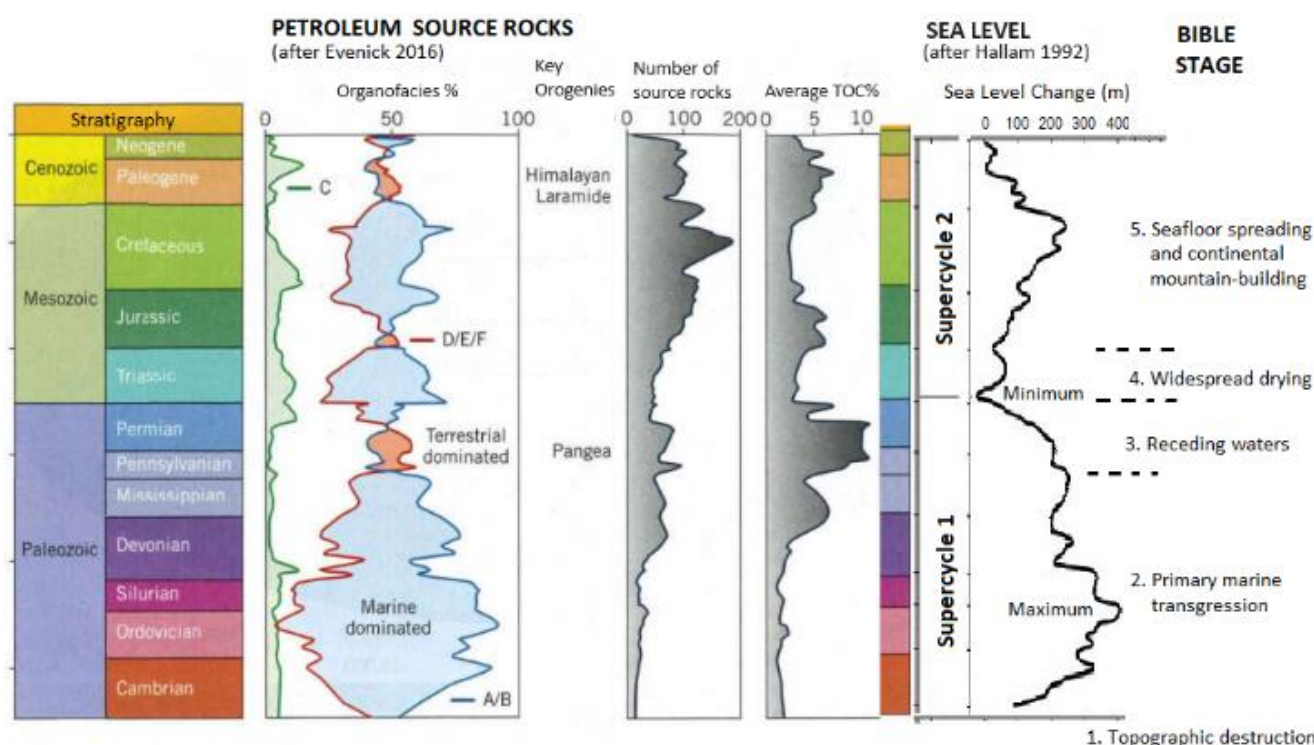 PETROLEUM SOURCE ROCKS
(after Evenick 2016)
SEA LEVEL
(after Hallam 1992)
BIBLE
STAGE
Organofacies %
Key
Orogenies
Number of
source rocks
Average TOC%
Sea Level Change (m)
Stratigraphy
0 50 100
0 100 200
0 5 10
0 100 200 300 400
Cenozoic
Neogene
Paleogene
C
Himalayan
Laramide
Mesozoic
Cretaceous
Jurassic
Triassic
D/E/F
Supercycle 2
5. Seafloor spreading
and continental
mountain-building
4. Widespread drying
Minimum
Paleozoic
Permian
Pennsylvanian
Mississippian
Devonian
Silurian
Ordovician
Cambrian
Terrestrial
dominated
Pangea
3. Receding waters
Marine
dominated
A/B
Supercycle 1
Maximum
2. Primary marine
transgression
1. Topographic destruction